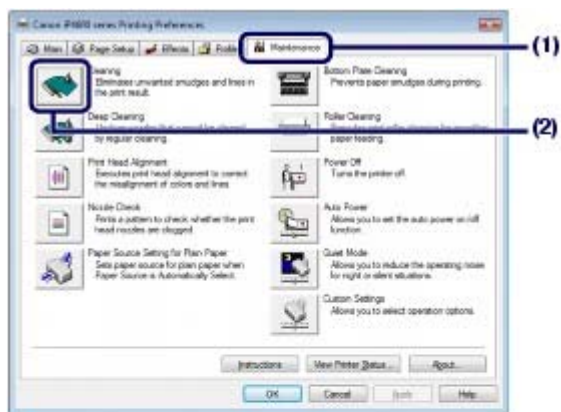 Canon iP4600 series Printing Preferences
Main Page Setup Effects Profiles Maintenance
(1)
Cleaning
Eliminates unwanted smudges and lines in
the print result.
Bottom Plate Cleaning
Prevents paper smudges during printing.
(2)
Deep Cleaning
by regular cleaning.
Roller Cleaning
paper feeding.
Print Head Alignment
Executes print head alignment to correct
the misalignment of colors and lines
Power Off
Turns the printer off.
Nozzle Check
Prints a pattern to check whether the print
head nozzles are clogged.
Auto Power
Allows you to set the auto power on/off
function.
Paper Source Setting for Plain Paper
Sets paper source for plain paper when
Paper Source is Automatically Select.
Quiet Mode
Allows you to reduce the operating noise
for night or silent situations.
Custom Settings
Allows you to select operation options.
Instructions View Printer Status... About...
OK Cancel Apply Help